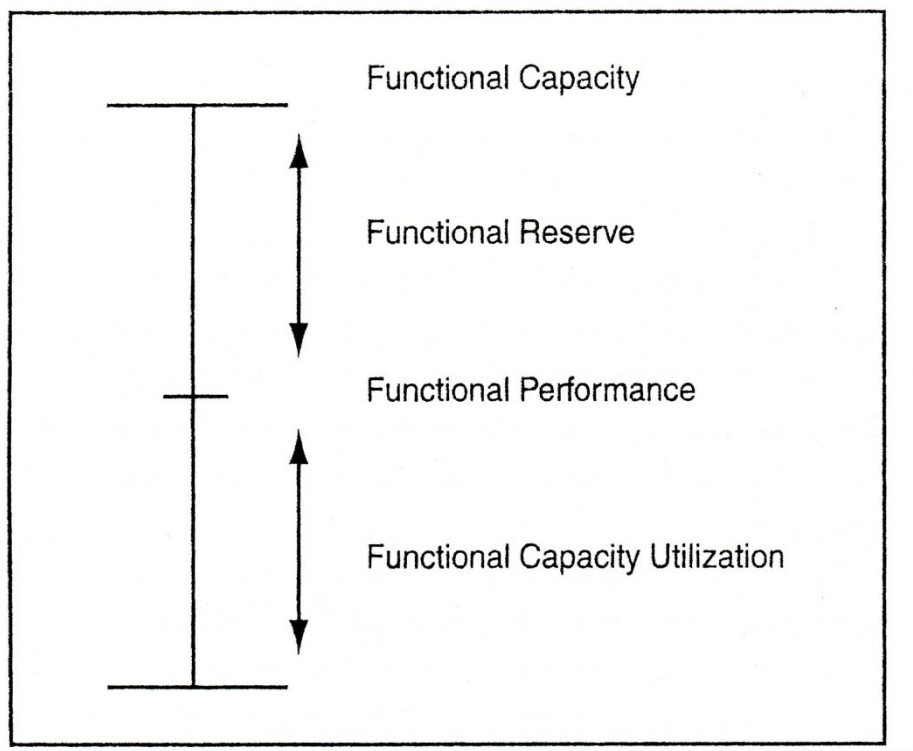 Functional Capacity
Functional Reserve
Functional Performance
Functional Capacity Utilization